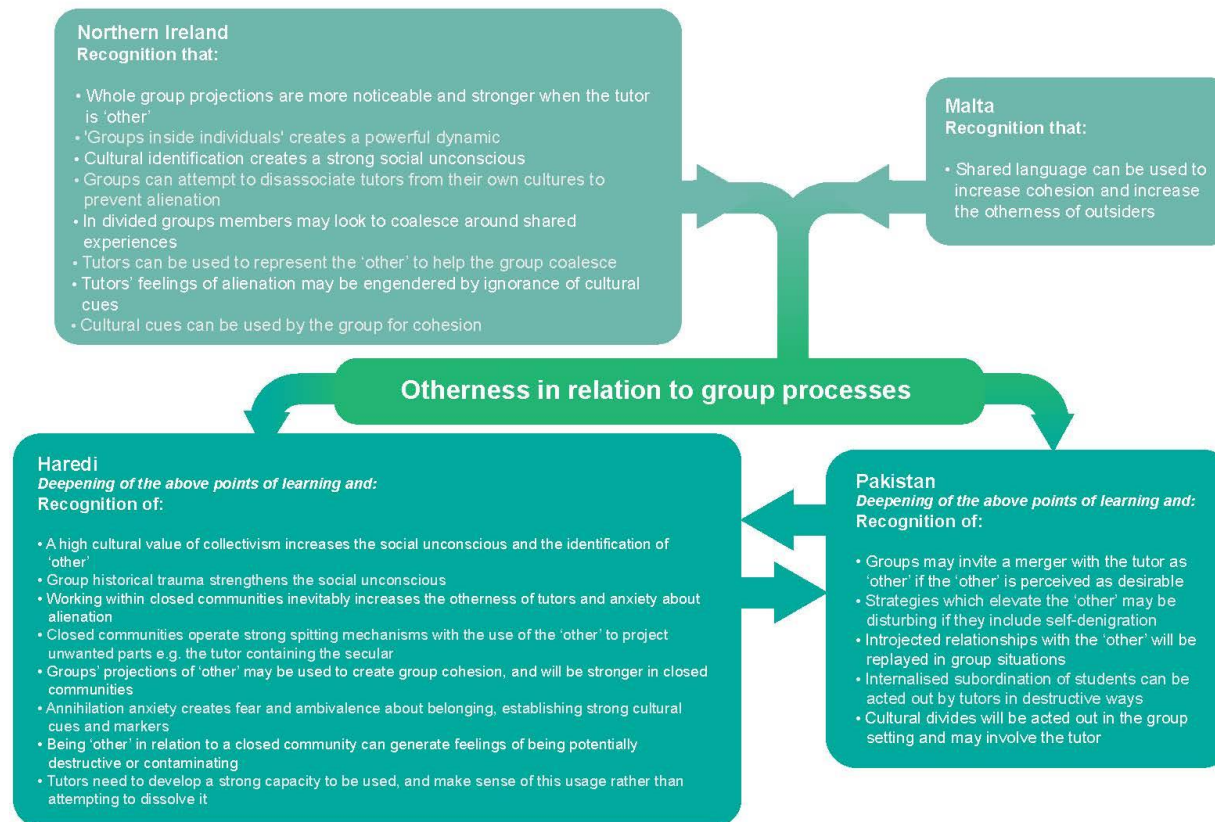 Northern Ireland
Recognition that:
• Whole group projections are more noticeable and stronger when the tutor
is ‘other’
• 'Groups inside individuals' creates a powerful dynamic
• Cultural identification creates a strong social unconscious
• Groups can attempt to disassociate tutors from their own cultures to
prevent alienation
• In divided groups members may look to coalesce around shared
experiences
• Tutors can be used to represent the ‘other’ to help the group coalesce
• Tutors’ feelings of alienation may be engendered by ignorance of cultural
cues
• Cultural cues can be used by the group for cohesion
Malta
Recognition that:
• Shared language can be used to
increase cohesion and increase
the otherness of outsiders
Otherness in relation to group processes
Haredi
Deepening of the above points of learning and:
Recognition of:
• A high cultural value of collectivism increases the social unconscious and the identification of
‘other’
• Group historical trauma strengthens the social unconscious
• Working within closed communities inevitably increases the otherness of tutors and anxiety about
alienation
• Closed communities operate strong spitting mechanisms with the use of the ‘other’ to project
unwanted parts e.g. the tutor containing the secular
• Groups’ projections of ‘other’ may be used to create group cohesion, and will be stronger in closed
communities
• Annihilation anxiety creates fear and ambivalence about belonging, establishing strong cultural
cues and markers
• Being ‘other’ in relation to a closed community can generate feelings of being potentially
destructive or contaminating
• Tutors need to develop a strong capacity to be used, and make sense of this usage rather than
attempting to dissolve it
Pakistan
Deepening of the above points of learning and:
Recognition of:
• Groups may invite a merger with the tutor as
‘other’ if the ‘other’ is perceived as desirable
• Strategies which elevate the ‘other’ may be
disturbing if they include self-denigration
• Introjected relationships with the ‘other’ will be
replayed in group situations
• Internalised subordination of students can be
acted out by tutors in destructive ways
• Cultural divides will be acted out in the group
setting and may involve the tutor